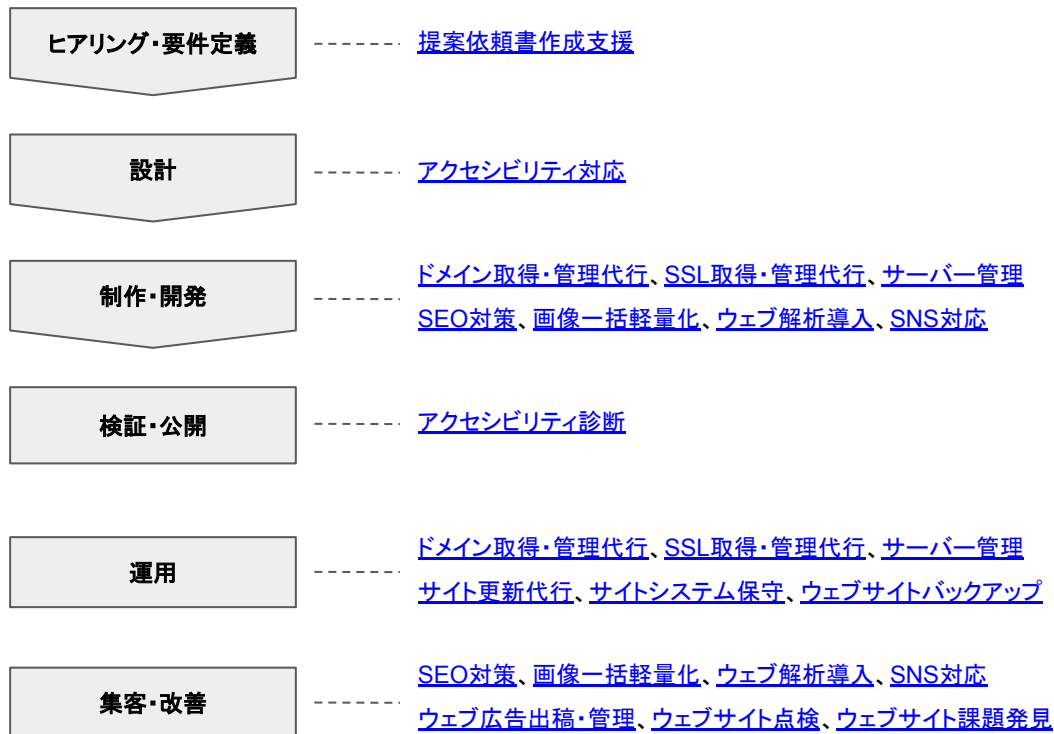 ヒアリング・要件定義
提案依頼書作成支援
設計
アクセシビリティ対応
制作・開発
ドメイン取得・管理代行、SSL取得・管理代行、サーバー管理
SEO対策、画像一括軽量化、ウェブ解析導入、SNS対応
検証・公開
アクセシビリティ診断
運用
ドメイン取得・管理代行、SSL取得・管理代行、サーバー管理
サイト更新代行、サイトシステム保守、ウェブサイトバックアップ
集客・改善
SEO対策、画像一括軽量化、ウェブ解析導入、SNS対応
ウェブ広告出稿・管理、ウェブサイト点検、ウェブサイト課題発見